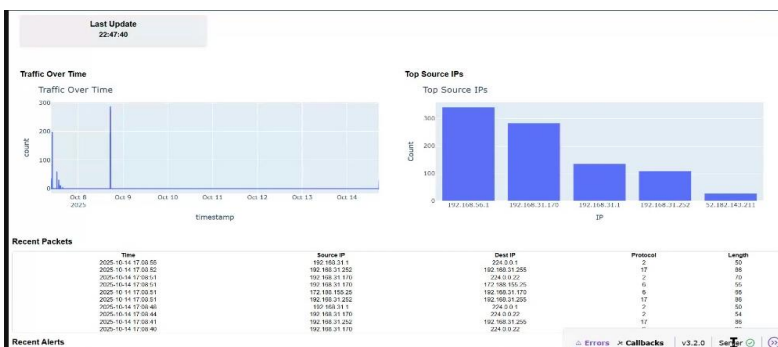 Last Update
22:47:40
Traffic Over Time
Top Source IPs
Traffic Over Time
Top Source IPs
300
200
100
0
count
Oct 8
2025
Oct 9
Oct 10
Oct 11
Oct 12
Oct 13
Oct 14
timestamp
300
200
100
0
Count
192.168.56.1
192.168.31.170
192.168.31.1
192.168.31.252
52.182.143.211
IP
Recent Packets
Time Source IP Dest IP Protocol Length
2025-10-14 17:08:55 192.168.31.1 224.0.0.1 2 50
2025-10-14 17:08:52 192.168.31.252 192.168.31.255 17 86
2025-10-14 17:08:51 192.168.31.170 224.0.0.22 2 70
2025-10-14 17:08:51 192.168.31.170 172.188.155.25 6 55
2025-10-14 17:08:51 172.188.155.25 192.168.31.170 6 66
2025-10-14 17:08:51 192.168.31.252 192.168.31.255 17 86
2025-10-14 17:08:48 192.168.31.1 224.0.0.1 2 50
2025-10-14 17:08:44 192.168.31.170 224.0.0.22 2 54
2025-10-14 17:08:41 192.168.31.252 192.168.31.255 17 86
2025-10-14 17:08:40 192.168.31.170 224.0.0.22
Recent Alerts
Errors Callbacks v3.2.0 Server